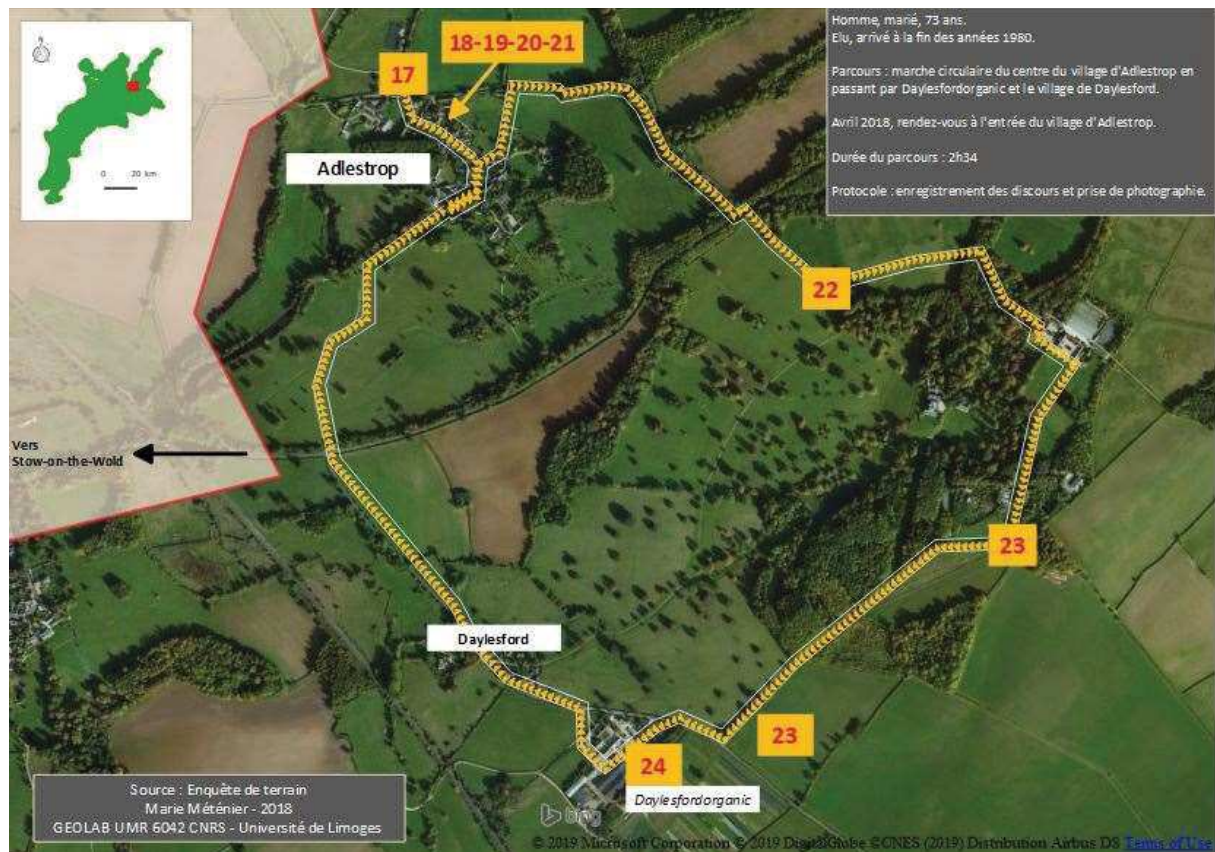 Homme, marié, 73 ans.
Elu, arrivé à la fin des années 1980.
Parcours : marche circulaire du centre du village d'Adlestrop en
passant par Daylesfordorganic et le village de Daylesford.
Avril 2018, rendez-vous à l'entrée du village d'Adlestrop.
Durée du parcours : 2h34
Protocole : enregistrement des discours et prise de photographie.
0 20 km
18-19-20-21
17
Adlestrop
22
Vers
Stow-on-the-Wold
23
Daylesford
23
24
Daylesfordorganic
Source : Enquête de terrain
Marie Méténier - 2018
GEOLAB UMR 6042 CNRS - Université de Limoges
bing
© 2019 Microsoft Corporation © 2019 DigitalGlobe ©CNES (2019) Distribution Airbus DS Terms of Use